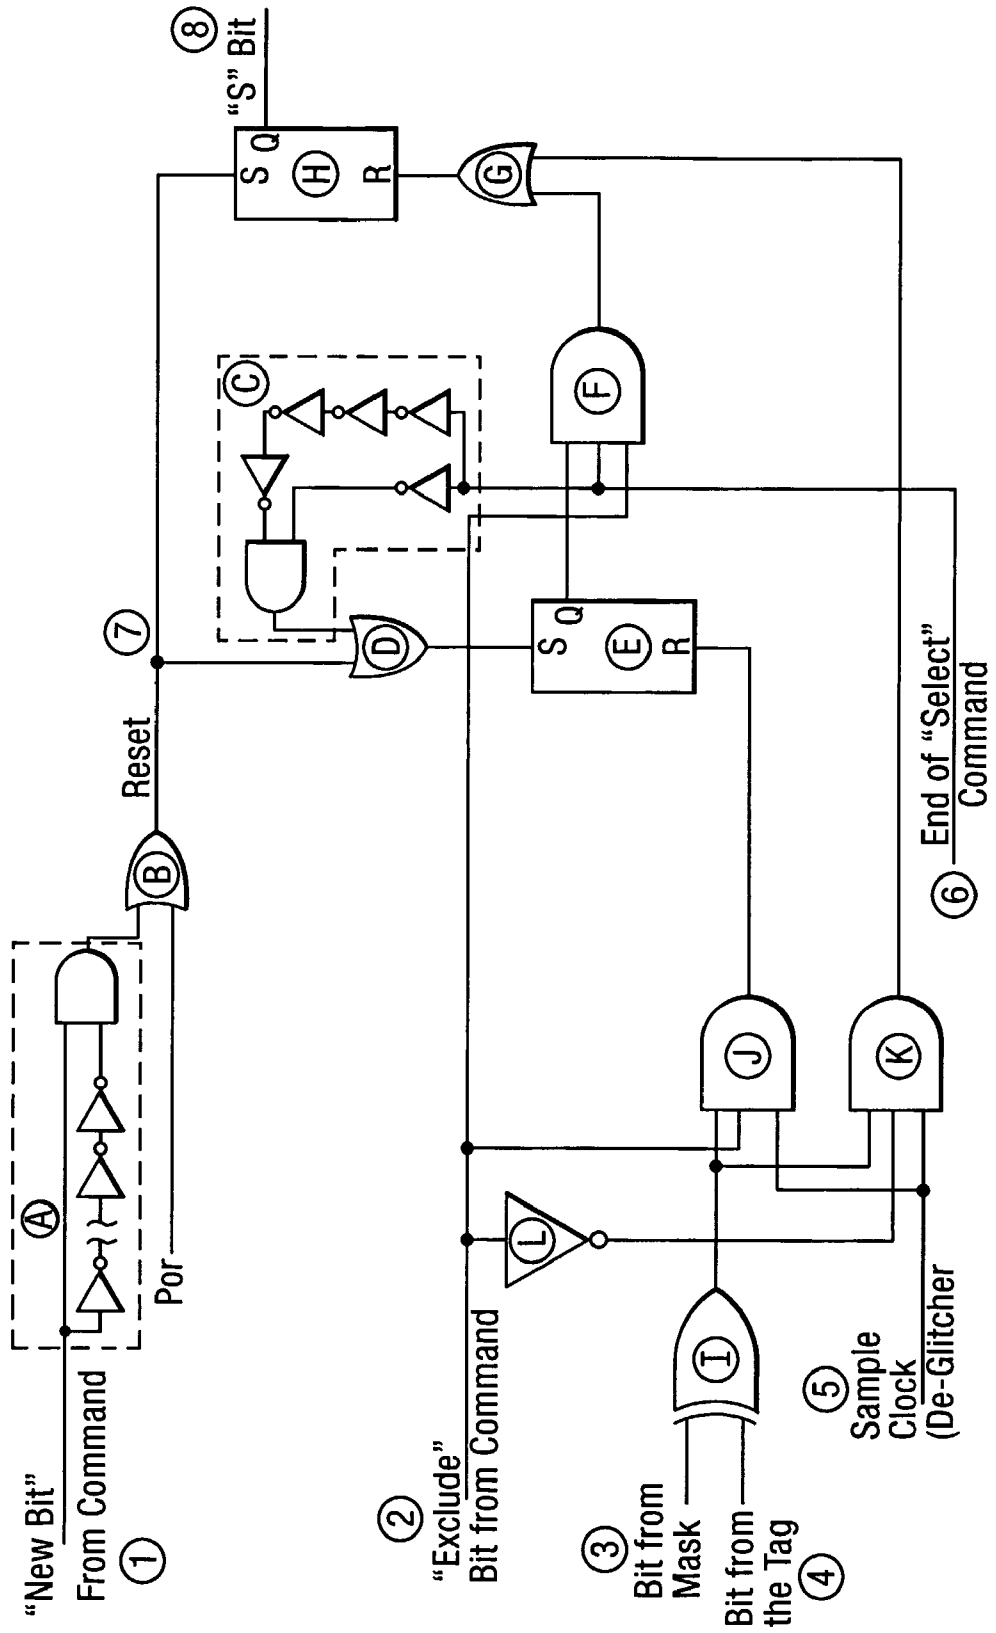 "New Bit"
From Command
1
A
Por
B
Reset
7
8
"S" Bit
S
Q
H
R
C
D
G
2
"Exclude"
Bit from Command
L
S
Q
E
R
F
3
Bit from
Mask
Bit from
the Tag
4
I
J
K
5
Sample
Clock
(De-Glitcher
6
End of "Select"
Command